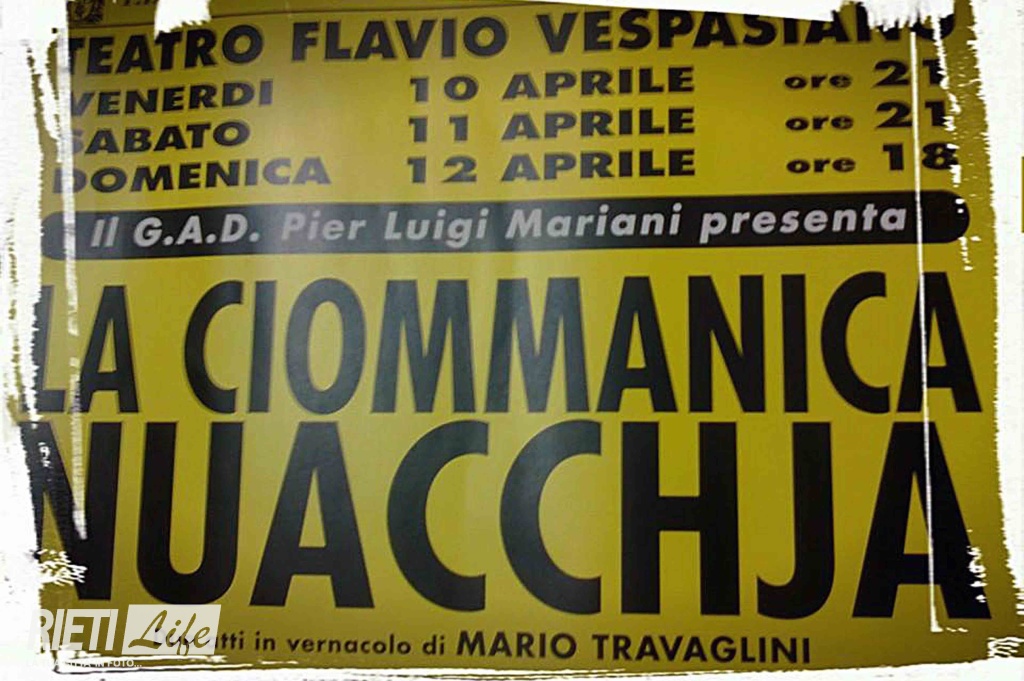 TEATRO FLAVIO VESPASIANO
VENERDI 10 APRILE ore 21
SABATO 11 APRILE ore 21
DOMENICA 12 APRILE ore 18
Il G.A.D. Pier Luigi Mariani presenta
LA CIOMMANICA
NUACCHJA
atti in vernacolo di MARIO TRAVAGLINI
RIETI Life